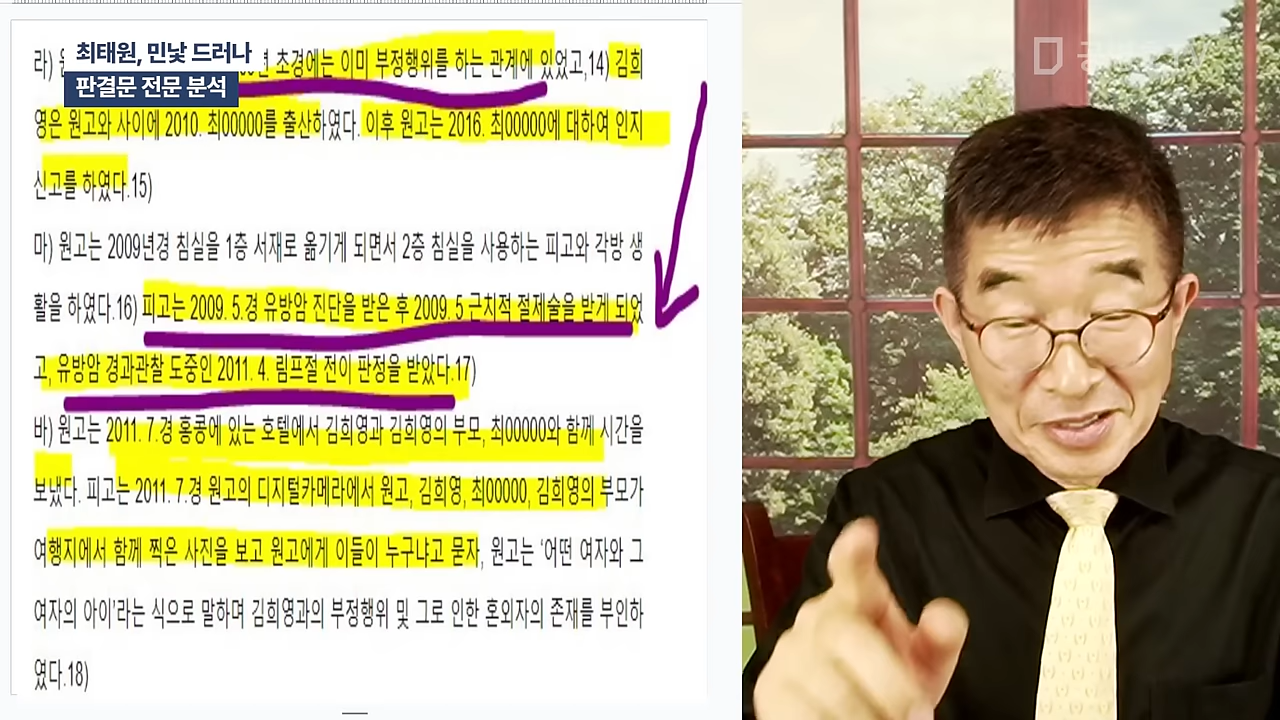 최태원, 민낯 드러나
판결문 전문 분석
라) 초경에는 이미 부정행위를 하는 관계에 있었고,14) 김희
영은 원고와 사이에 2010. 최00000를 출산하였다. 이후 원고는 2016. 최00000에 대하여 인지
신고를 하였다.15)
마) 원고는 2009년경 침실을 1층 서재로 옮기게 되면서 2층 침실을 사용하는 피고와 각방 생
활을 하였다.16) 피고는 2009. 5.경 유방암 진단을 받은 후 2009. 5 근치적 절제술을 받게 되었
고, 유방암 경과관찰 도중인 2011. 4. 림프절 전이 판정을 받았다.17)
바) 원고는 2011. 7.경 홍콩에 있는 호텔에서 김희영과 김희영의 부모, 최00000와 함께 시간을
보냈다. 피고는 2011. 7.경 원고의 디지털카메라에서 원고, 김희영, 최00000, 김희영의 부모가
여행지에서 함께 찍은 사진을 보고 원고에게 이들이 누구냐고 묻자, 원고는 ‘어떤 여자와 그
여자의 아이’라는 식으로 말하며 김희영과의 부정행위 및 그로 인한 혼외자의 존재를 부인하
였다.18)